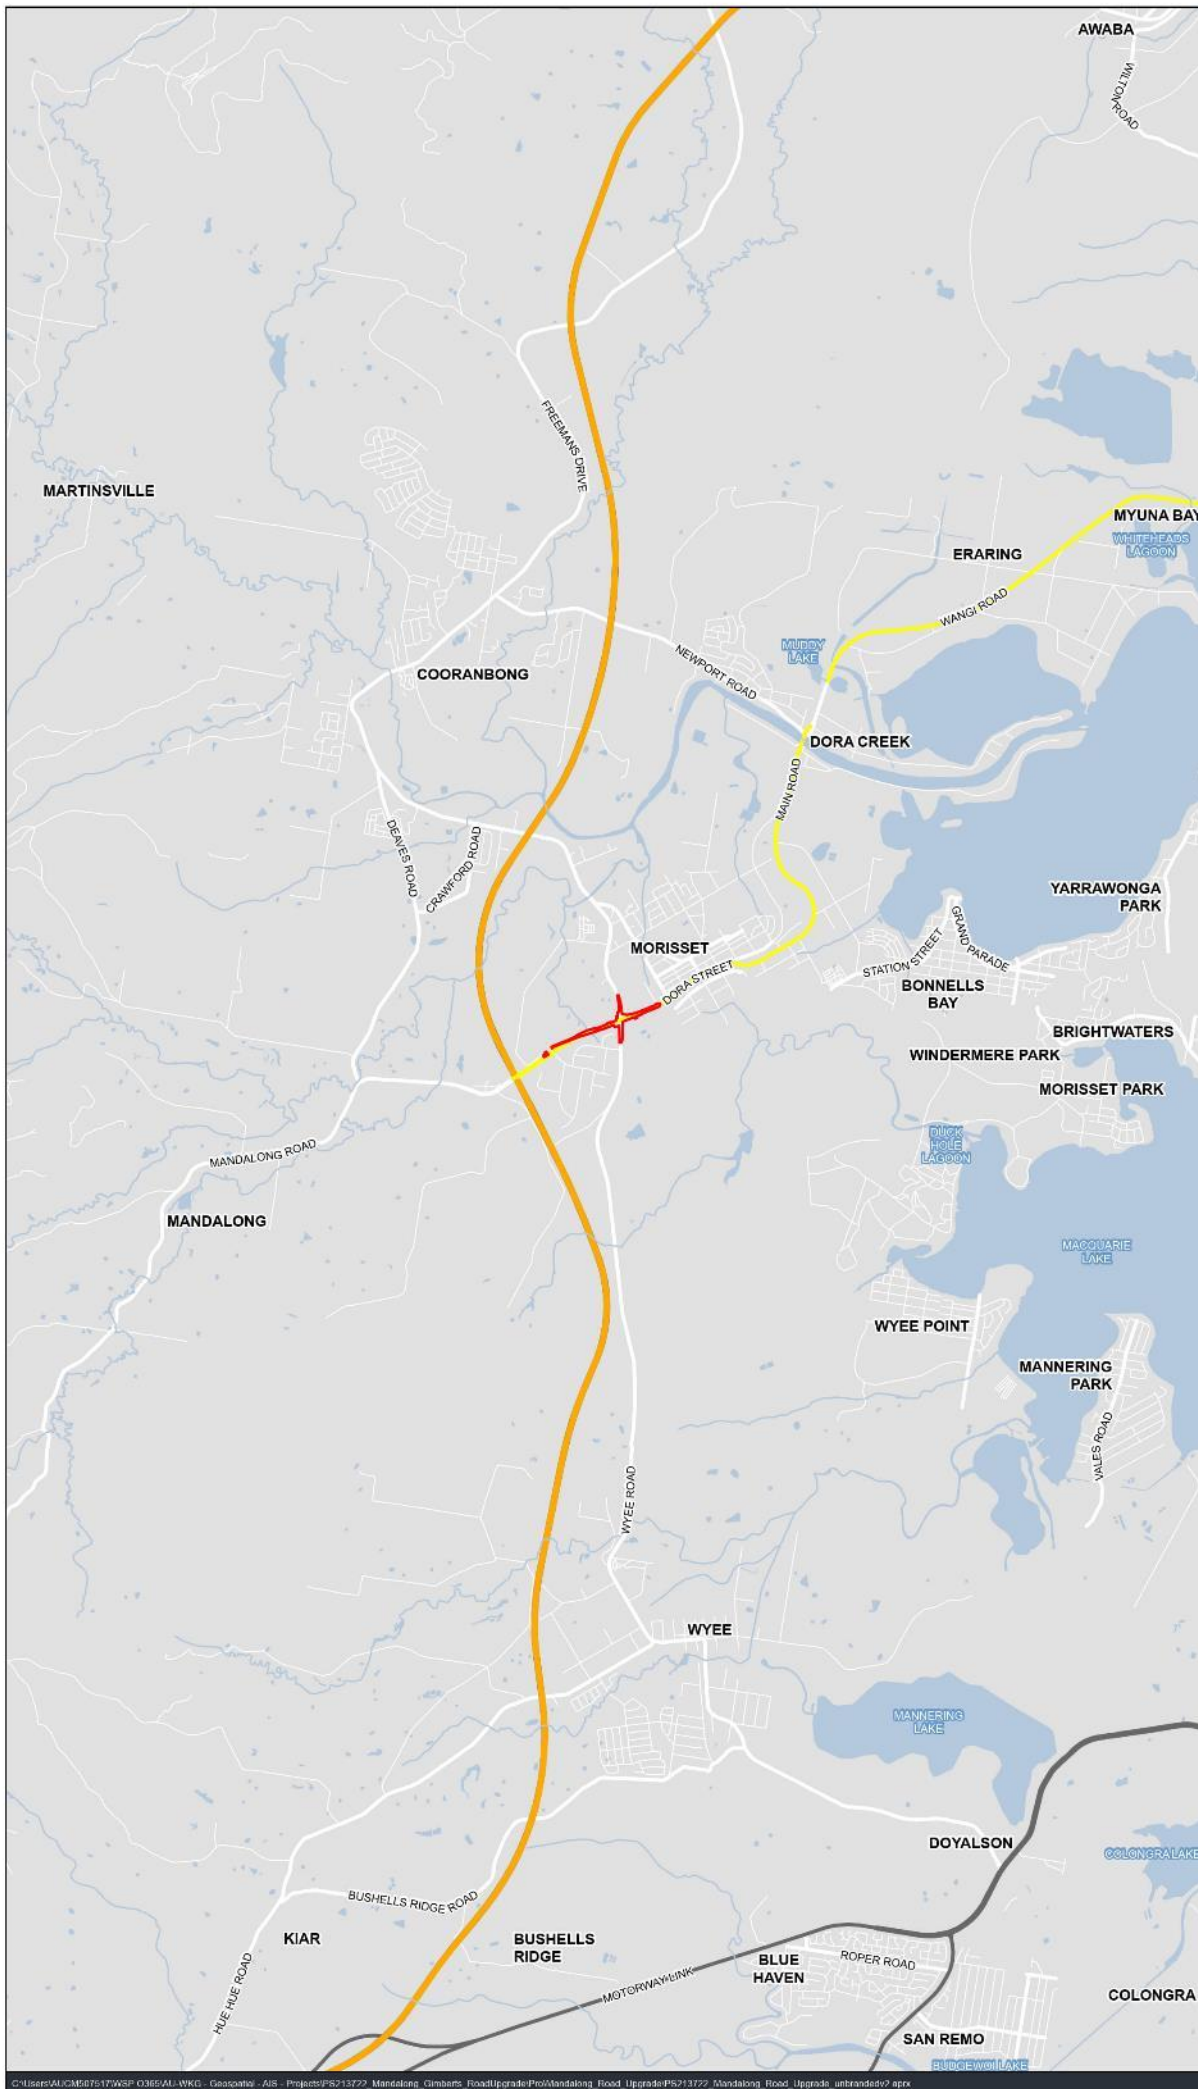 AWABA
WILTON
ROAD
FREEMANS DRIVE
MARTINSVILLE
MYUNA BAY
WHITEHEADS
LAGOON
ERARING
WANGI ROAD
MUDDY
LAKE
NEWPORT ROAD
COORANBONG
DORA CREEK
MAIN ROAD
DEAVES ROAD
CRAWFORD ROAD
YARRAWONGA
PARK
GRAND PARADE
STATION STREET
MORISSET
DORA STREET
BONNELLS
BAY
BRIGHTWATERS
WINDERMERE PARK
MORISSET PARK
DUCK
HOLE
LAGOON
MANDALONG ROAD
MANDALONG
MACQUARIE
LAKE
WYEE POINT
MANNERING
PARK
VALES ROAD
WYEE ROAD
WYEE
MANNERING
LAKE
DOYALSON
COLONGRA LAKE
BUSHELLS RIDGE ROAD
KIAR
BUSHELLS
RIDGE
HUE HUE ROAD
MOTORWAY LINK
BLUE
HAVEN
ROPER ROAD
COLONGRA
SAN REMO
BUDGEWOI LAKE